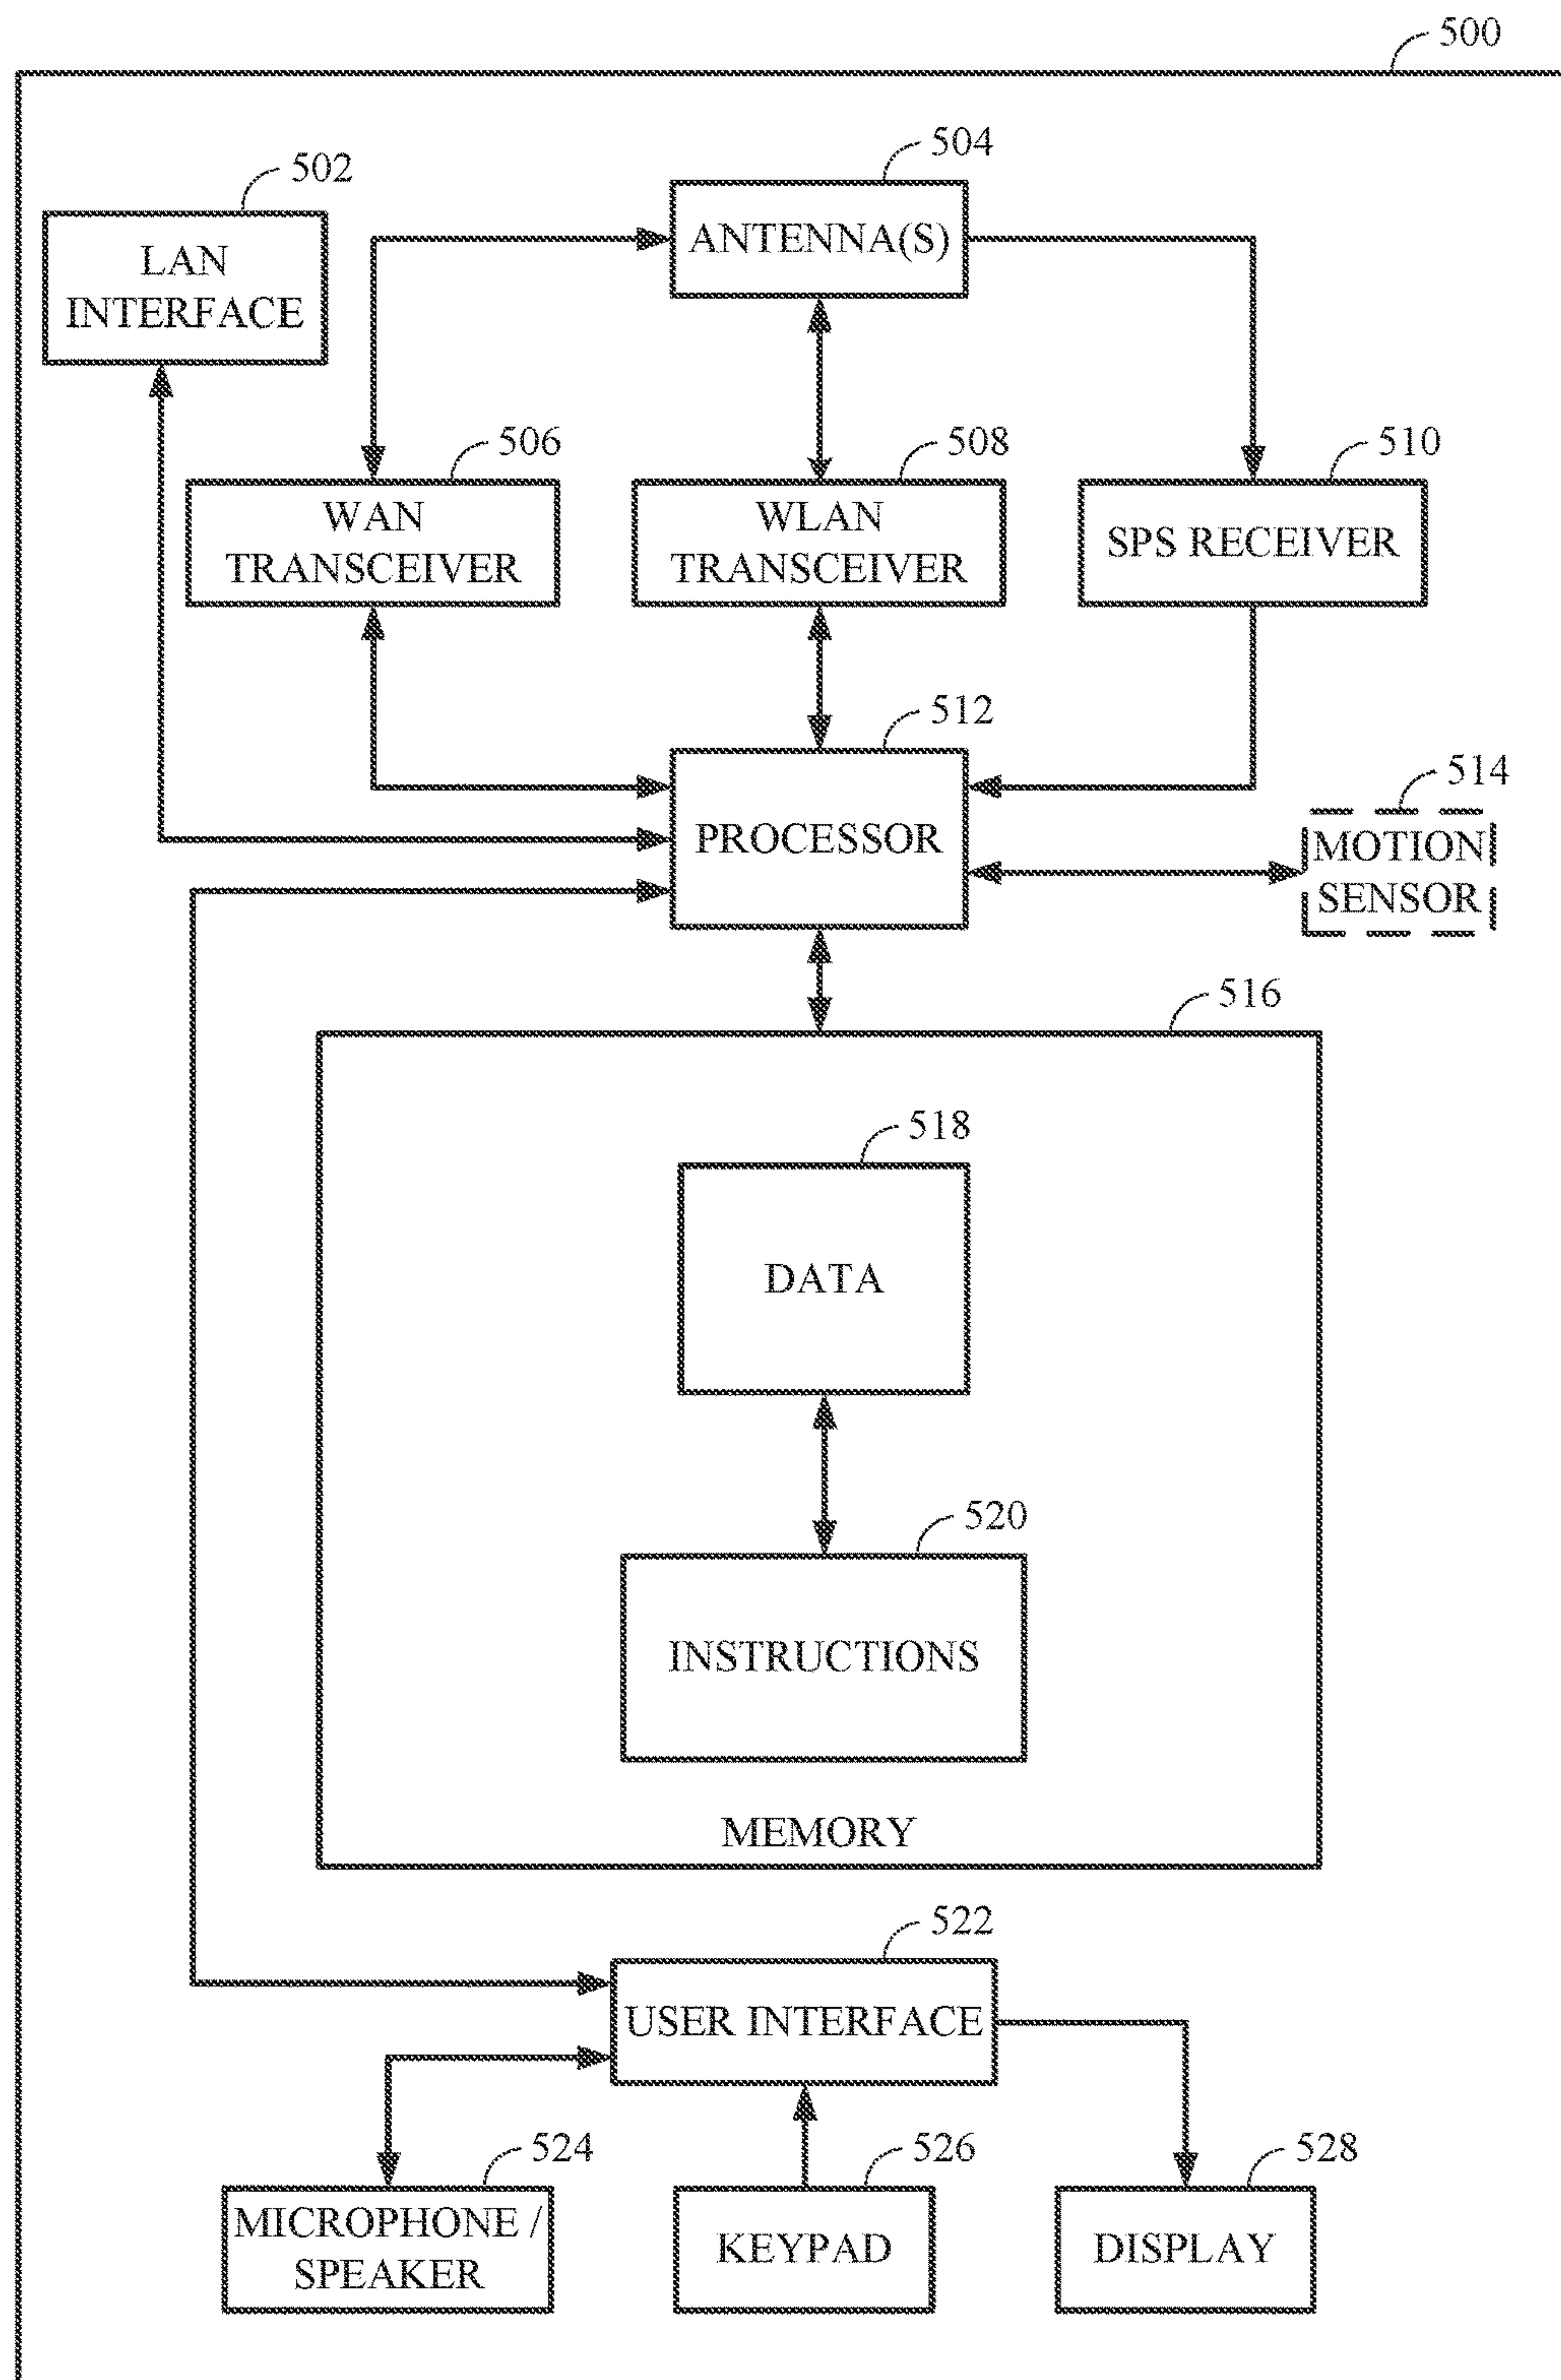 500
502
504
LAN
INTERFACE
ANTENNA(S)
506
508
510
WAN
TRANSCEIVER
WLAN
TRANSCEIVER
SPS RECEIVER
512
514
PROCESSOR
MOTION
SENSOR
516
518
DATA
520
INSTRUCTIONS
MEMORY
522
USER INTERFACE
524
526
528
MICROPHONE /
SPEAKER
KEYPAD
DISPLAY